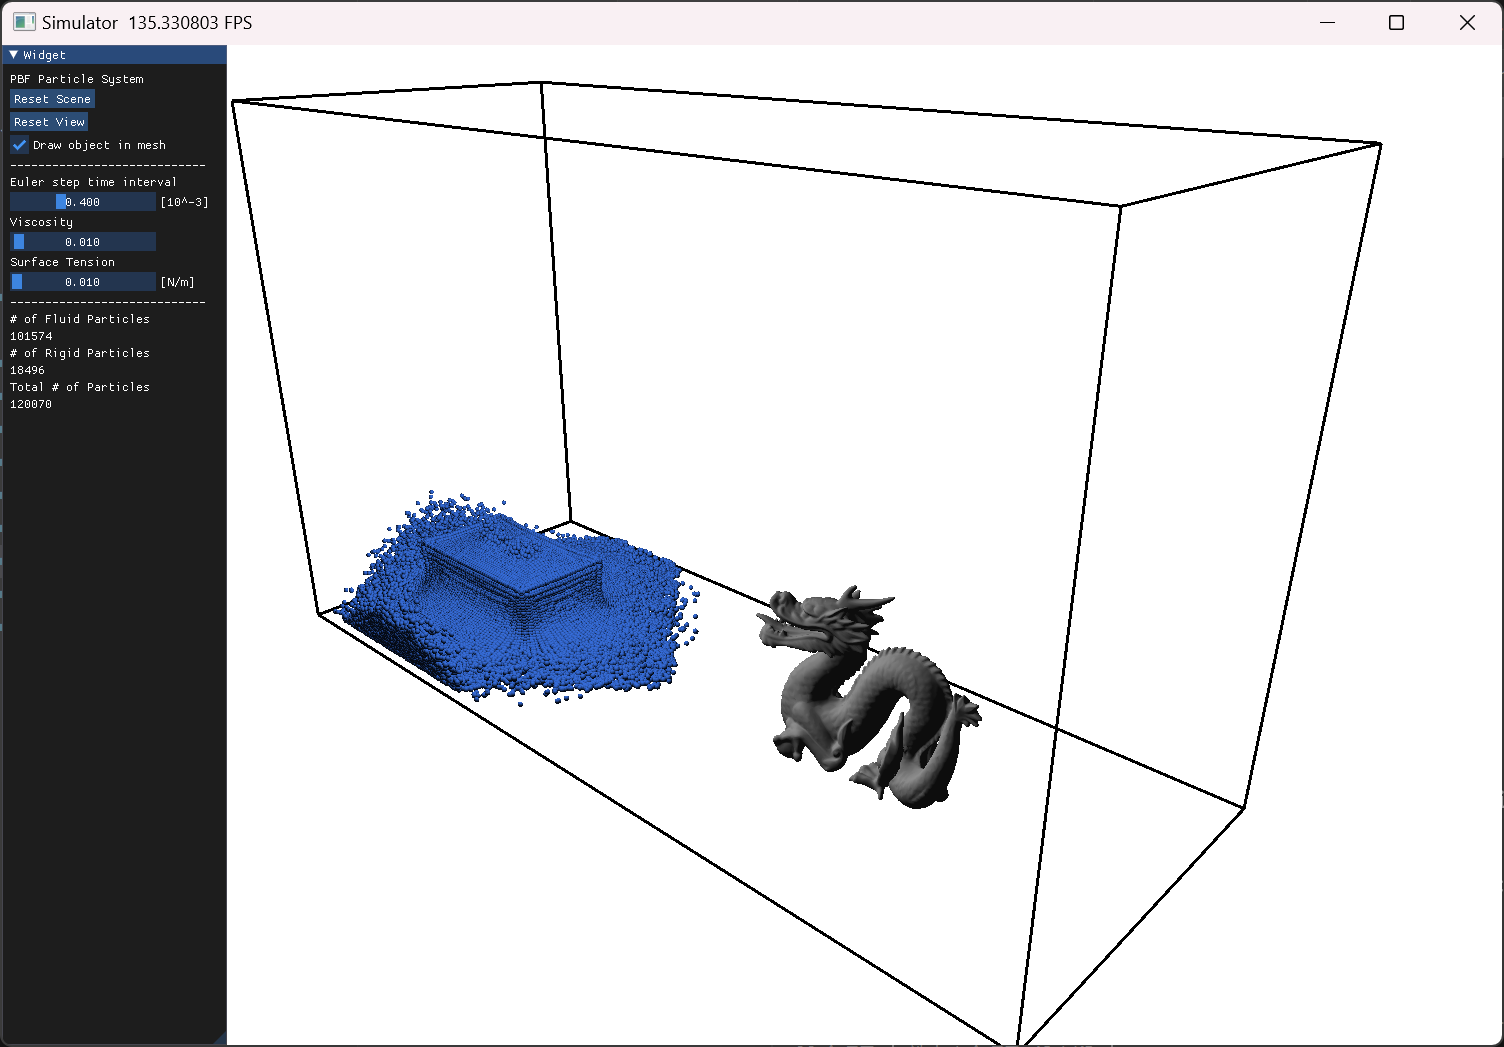 Simulator 135.330803 FPS
Widget
PBF Particle System
Reset Scene
Reset View
Draw object in mesh
----------------------------
Euler step time interval
0.400 [10^-3]
Viscosity
0.010
Surface Tension
0.010 [N/m]
----------------------------
# of Fluid Particles
101574
# of Rigid Particles
18496
Total # of Particles
120070